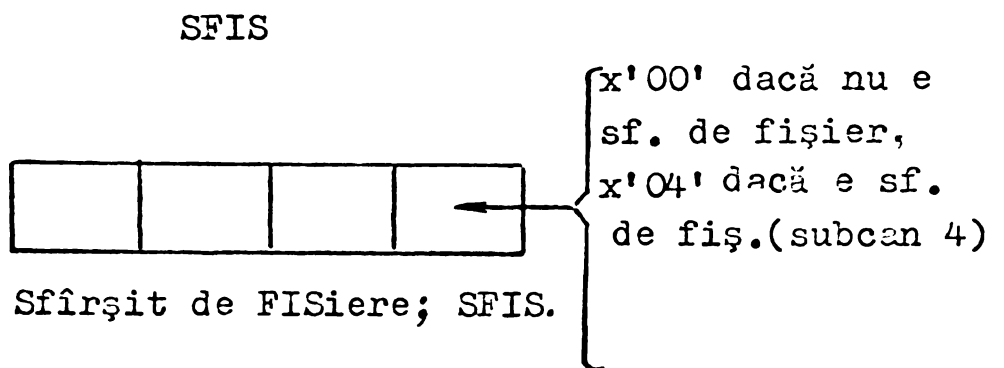 SFIS
x'00' dacă nu e
sf. de fişier,
x'04' dacă e sf.
de fiş.(subcan 4)
Sfîrşit de FISiere; SFIS.